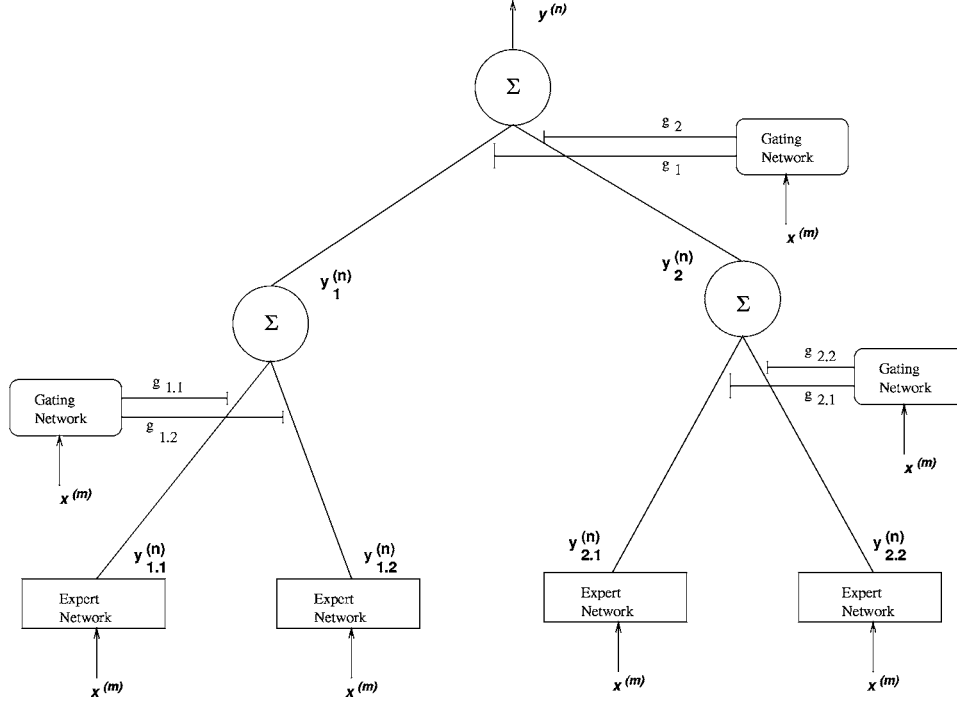 y (n)
Σ
g 2
g 1
Gating
Network
x (m)
y 1 (n)
y 2 (n)
Σ
Σ
g 1.1
g 1.2
Gating
Network
x (m)
g 2.2
g 2.1
Gating
Network
x (m)
y 1.1 (n)
y 1.2 (n)
y 2.1 (n)
y 2.2 (n)
Expert
Network
Expert
Network
Expert
Network
Expert
Network
x (m)
x (m)
x (m)
x (m)